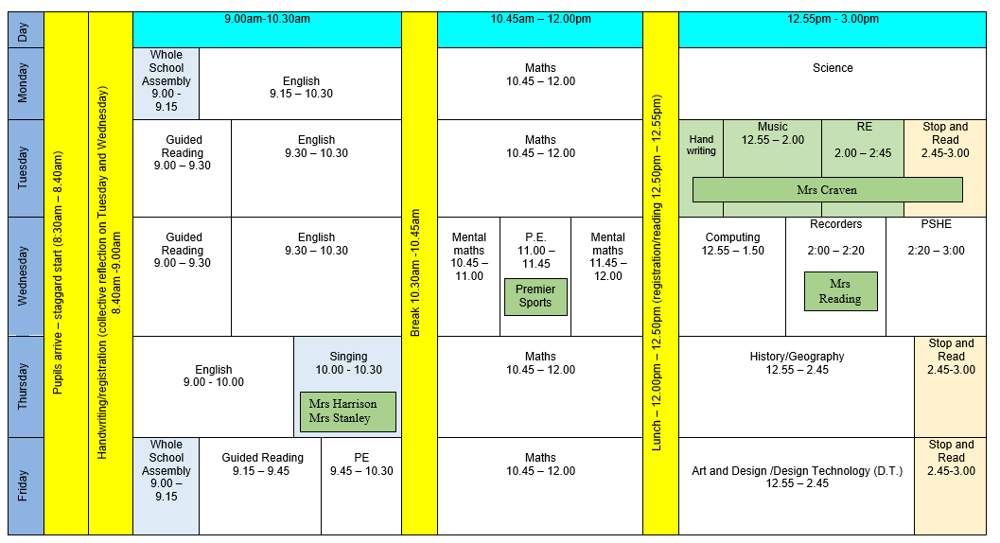 Day
9.00am-10.30am
10.45am – 12.00pm
12.55pm - 3.00pm
Pupils arrive – staggard start (8:30am – 8.40am)
Handwriting/registration (collective reflection on Tuesday and Wednesday)
8.40am -9.00am
Break 10.30am -10.45am
Lunch – 12.00pm – 12.50pm (registration/reading 12.50pm – 12.55pm)
Monday
Whole
School
Assembly
9.00 -
9.15
English
9.15 – 10.30
Maths
10.45 – 12.00
Science
Tuesday
Guided
Reading
9.00 – 9.30
English
9.30 – 10.30
Maths
10.45 – 12.00
Hand
writing
Music
12.55 – 2.00
RE
2.00 – 2:45
Stop and
Read
2.45-3.00
Mrs Craven
Wednesday
Guided
Reading
9.00 – 9.30
English
9.30 – 10.30
Mental
maths
10.45 –
11.00
P.E.
11.00 –
11.45
Premier
Sports
Mental
maths
11.45 –
12.00
Computing
12.55 – 1.50
Recorders
2:00 – 2:20
Mrs
Reading
PSHE
2:20 – 3:00
Thursday
English
9.00 - 10.00
Singing
10.00 - 10.30
Mrs Harrison
Mrs Stanley
Maths
10.45 – 12.00
History/Geography
12.55 – 2.45
Stop and
Read
2.45-3.00
Friday
Whole
School
Assembly
9.00 –
9.15
Guided Reading
9.15 – 9.45
PE
9.45 – 10.30
Maths
10.45 – 12.00
Art and Design /Design Technology (D.T.)
12.55 – 2.45
Stop and
Read
2.45-3.00